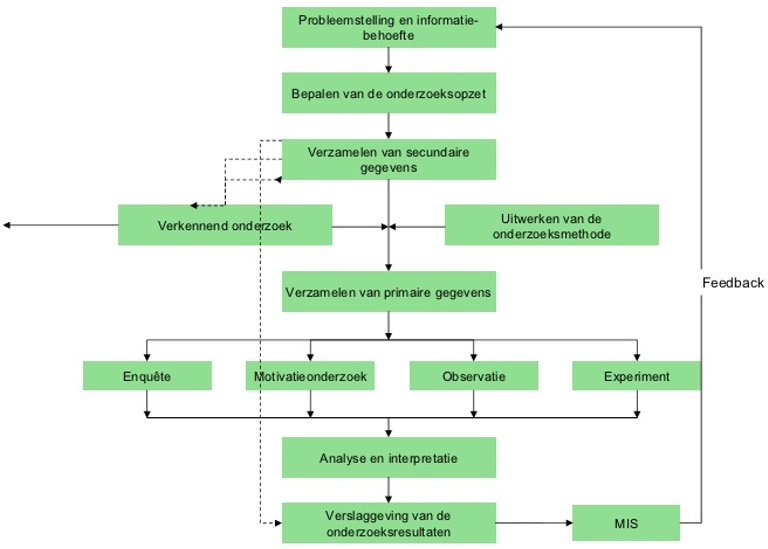 Probleemstelling en informatie-
behoefte
Bepalen van de onderzoeksopzet
Verzamelen van secundaire
gegevens
Verkennend onderzoek
Uitwerken van de
onderzoeksmethode
Feedback
Verzamelen van primaire gegevens
Enquête
Motivatieonderzoek
Observatie
Experiment
Analyse en interpretatie
Verslaggeving van de
onderzoeksresultaten
MIS